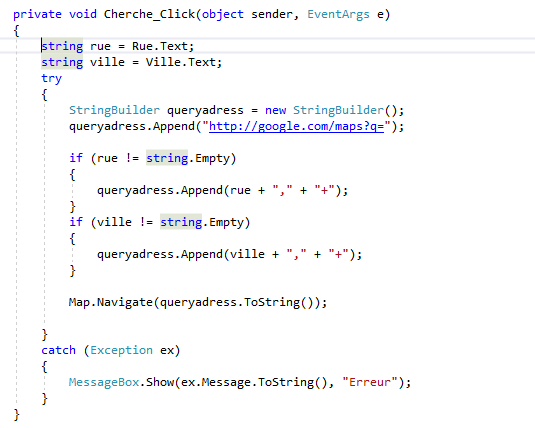 private void Cherche_Click(object sender, EventArgs e)
{
string rue = Rue.Text;
string ville = Ville.Text;
try
{
StringBuilder queryadress = new StringBuilder();
queryadress.Append("http://google.com/maps?q=");
if (rue != string.Empty)
{
queryadress.Append(rue + "," + "+");
}
if (ville != string.Empty)
{
queryadress.Append(ville + "," + "+");
}
Map.Navigate(queryadress.ToString());
}
catch (Exception ex)
{
MessageBox.Show(ex.Message.ToString(), "Erreur");
}
}